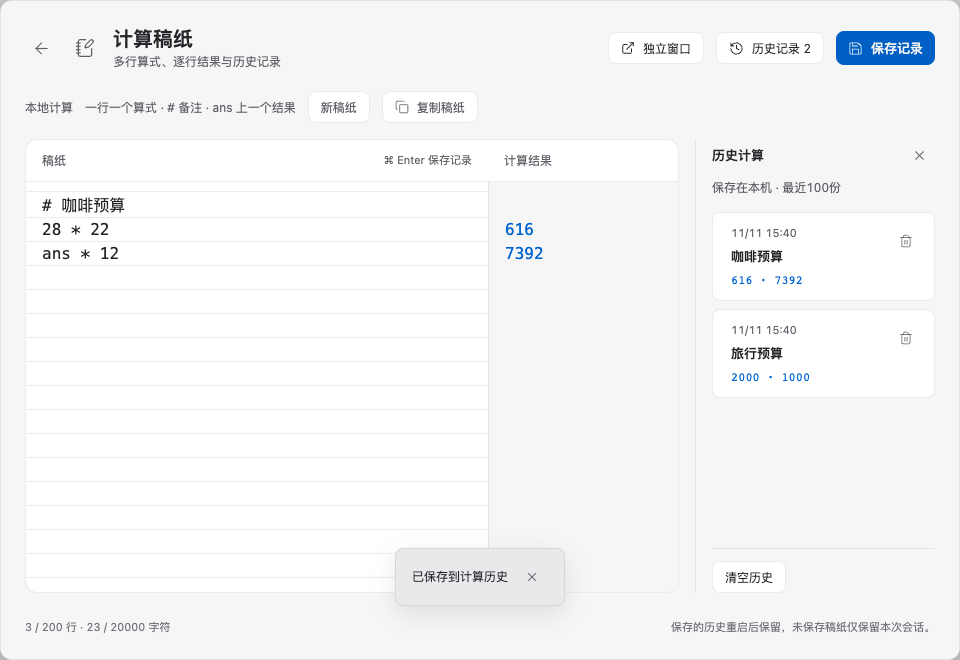 计算稿纸
多行算式、逐行结果与历史记录
独立窗口
历史记录 2
保存记录
本地计算 一行一个算式 · # 备注 · ans 上一个结果
新稿纸
复制稿纸
稿纸
⌘ Enter 保存记录
计算结果
# 咖啡预算
28 * 22
616
ans * 12
7392
历史计算
保存在本机 · 最近100份
11/11 15:40
咖啡预算
616 · 7392
11/11 15:40
旅行预算
2000 · 1000
已保存到计算历史
清空历史
3 / 200 行 · 23 / 20000 字符
保存的历史重启后保留，未保存稿纸仅保留本次会话。